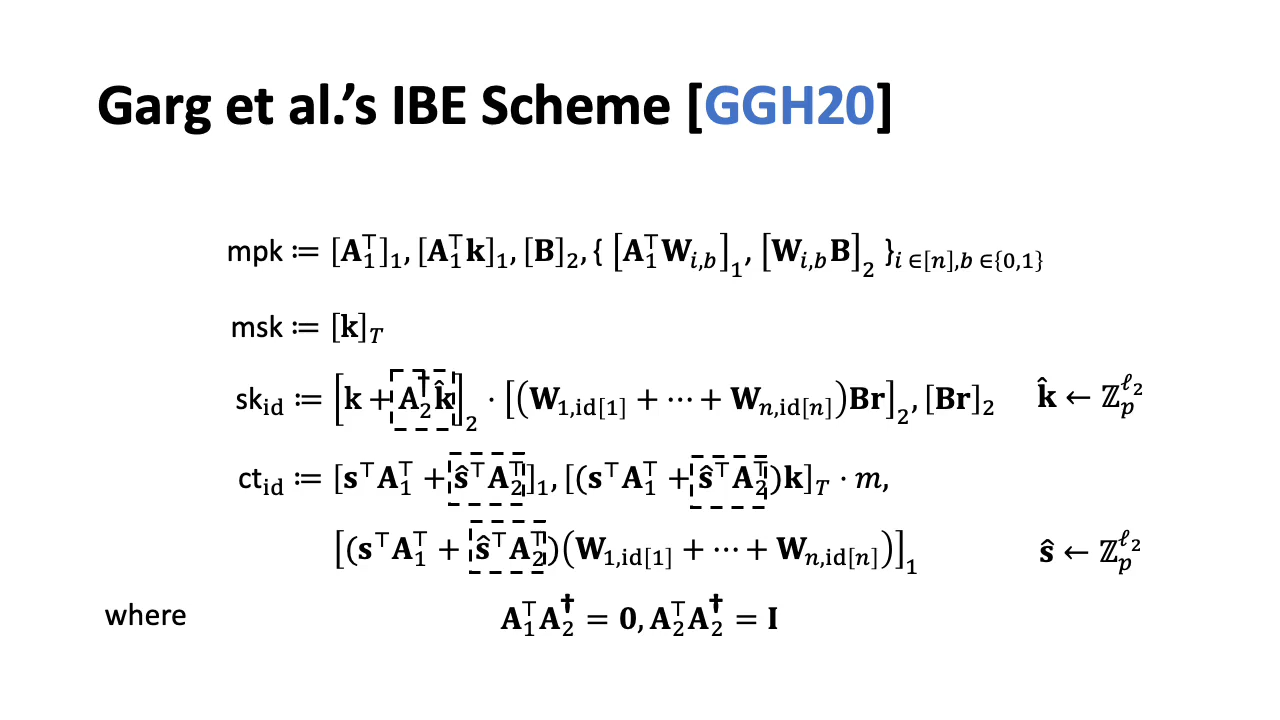 Garg et al.'s IBE Scheme [GGH20]
mpk ≔ [𝐀₁^⊤]₁, [𝐀₁^⊤𝐤]₁, [𝐁]₂, { [𝐀₁^⊤𝐖_{i,b}]₁, [𝐖_{i,b}𝐁]₂ }_{i ∈[n],b ∈{0,1}}
msk ≔ [𝐤]_T
sk_id ≔ [𝐤 + 𝐀₂^†𝐤̂]₂ · [(𝐖_{1,id[1]} + ⋯ + 𝐖_{n,id[n]})𝐁𝐫]₂, [𝐁𝐫]₂ 𝐤̂ ← ℤ_p^{ℓ₂}
ct_id ≔ [𝐬^⊤𝐀₁^⊤ + 𝐬̂^⊤𝐀₂^⊤]₁, [(𝐬^⊤𝐀₁^⊤ + 𝐬̂^⊤𝐀₂^⊤)𝐤]_T · m,
[(𝐬^⊤𝐀₁^⊤ + 𝐬̂^⊤𝐀₂^⊤)(𝐖_{1,id[1]} + ⋯ + 𝐖_{n,id[n]})]₁ 𝐬̂ ← ℤ_p^{ℓ₂}
where 𝐀₁^⊤𝐀₂^† = 𝟎, 𝐀₂^⊤𝐀₂^† = 𝐈